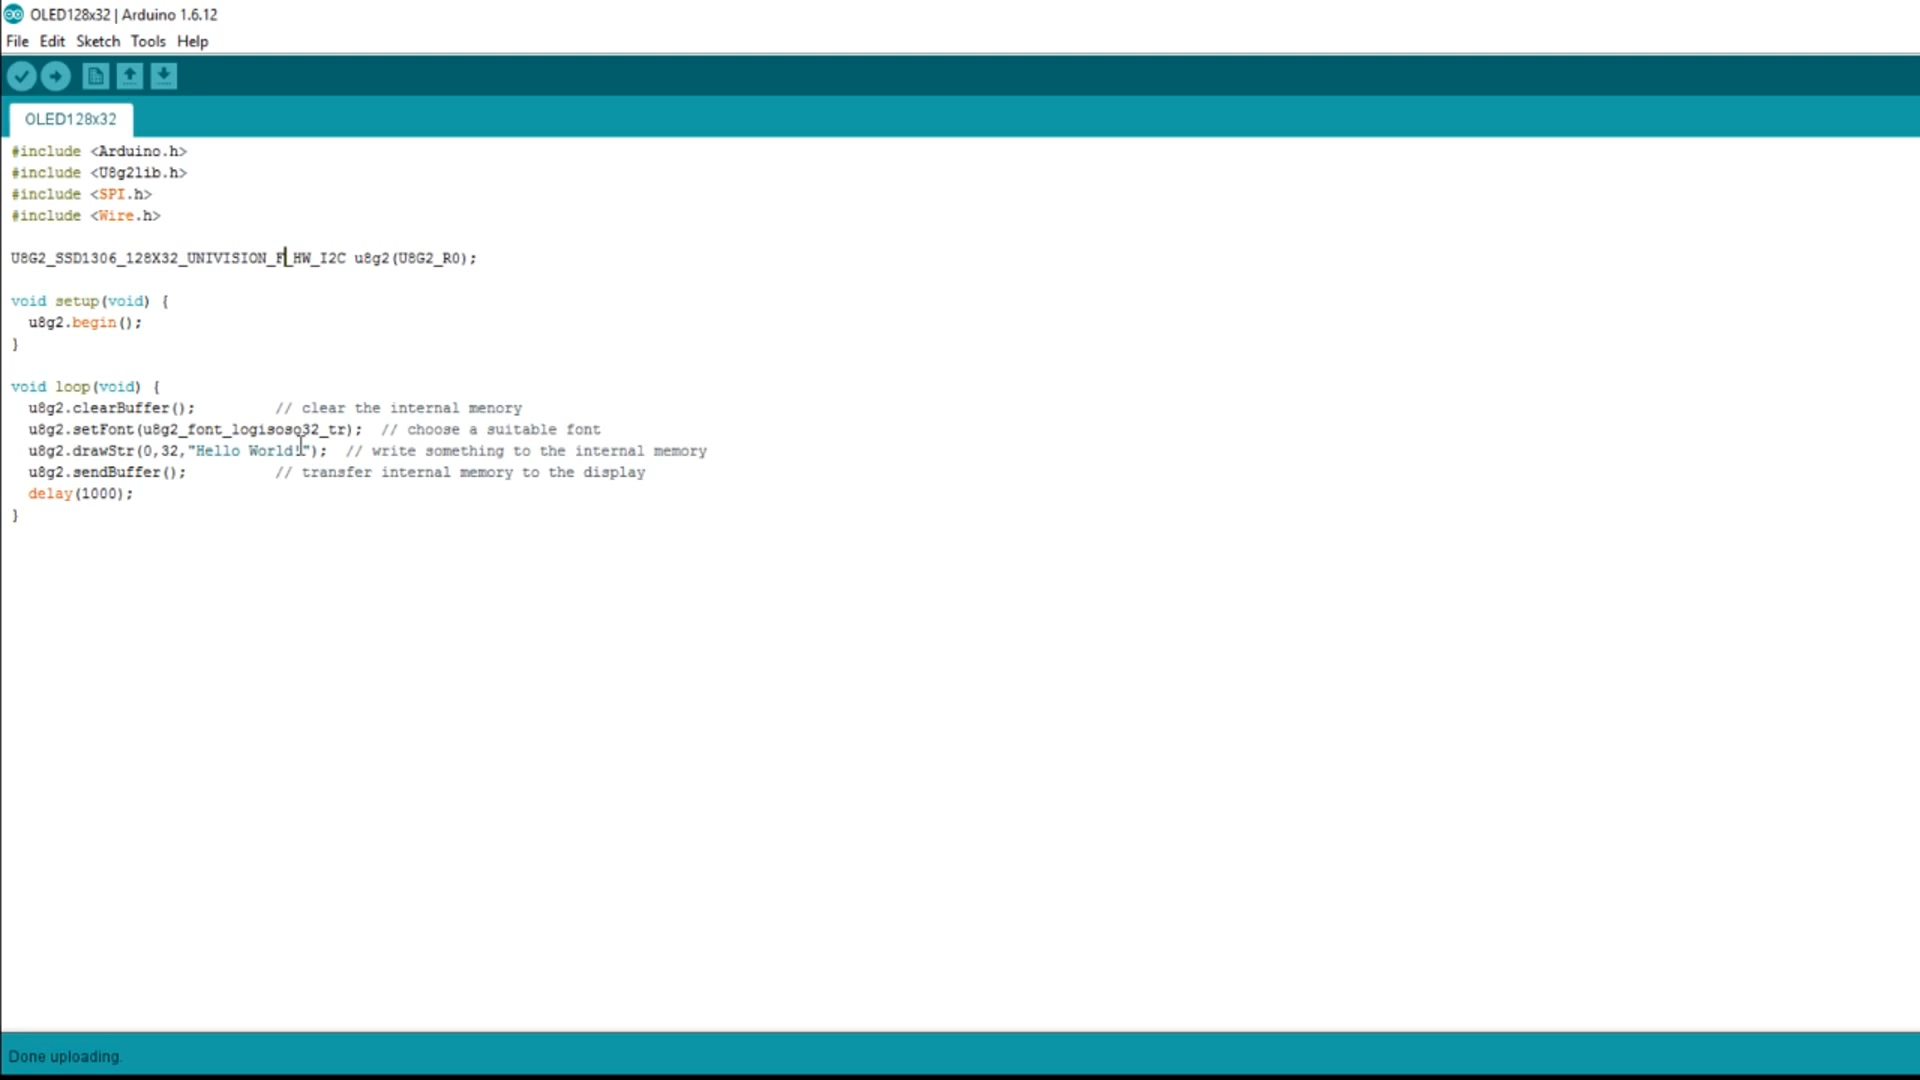 OLED128x32 | Arduino 1.6.12
File Edit Sketch Tools Help
OLED128x32
#include <Arduino.h>
#include <U8g2lib.h>
#include <SPI.h>
#include <Wire.h>
U8G2_SSD1306_128X32_UNIVISION_F_HW_I2C u8g2(U8G2_R0);
void setup(void) {
u8g2.begin();
}
void loop(void) {
u8g2.clearBuffer(); // clear the internal menory
u8g2.setFont(u8g2_font_logisoso32_tr); // choose a suitable font
u8g2.drawStr(0,32,"Hello World!"); // write something to the internal memory
u8g2.sendBuffer(); // transfer internal memory to the display
delay(1000);
}
Done uploading.